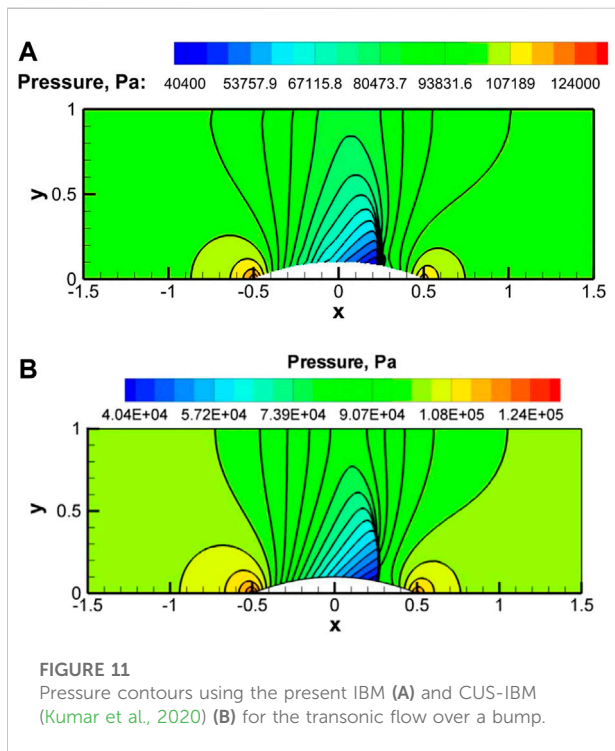 A
Pressure, Pa: 40400 53757.9 67115.8 80473.7 93831.6 107189 124000
1
y
0.5
0
-1.5 -1 -0.5 0 0.5 1 1.5
x
B
Pressure, Pa
4.04E+04 5.72E+04 7.39E+04 9.07E+04 1.08E+05 1.24E+05
1
y
0.5
0
-1.5 -1 -0.5 0 0.5 1 1.5
x
FIGURE 11
Pressure contours using the present IBM (A) and CUS-IBM
(Kumar et al., 2020) (B) for the transonic flow over a bump.